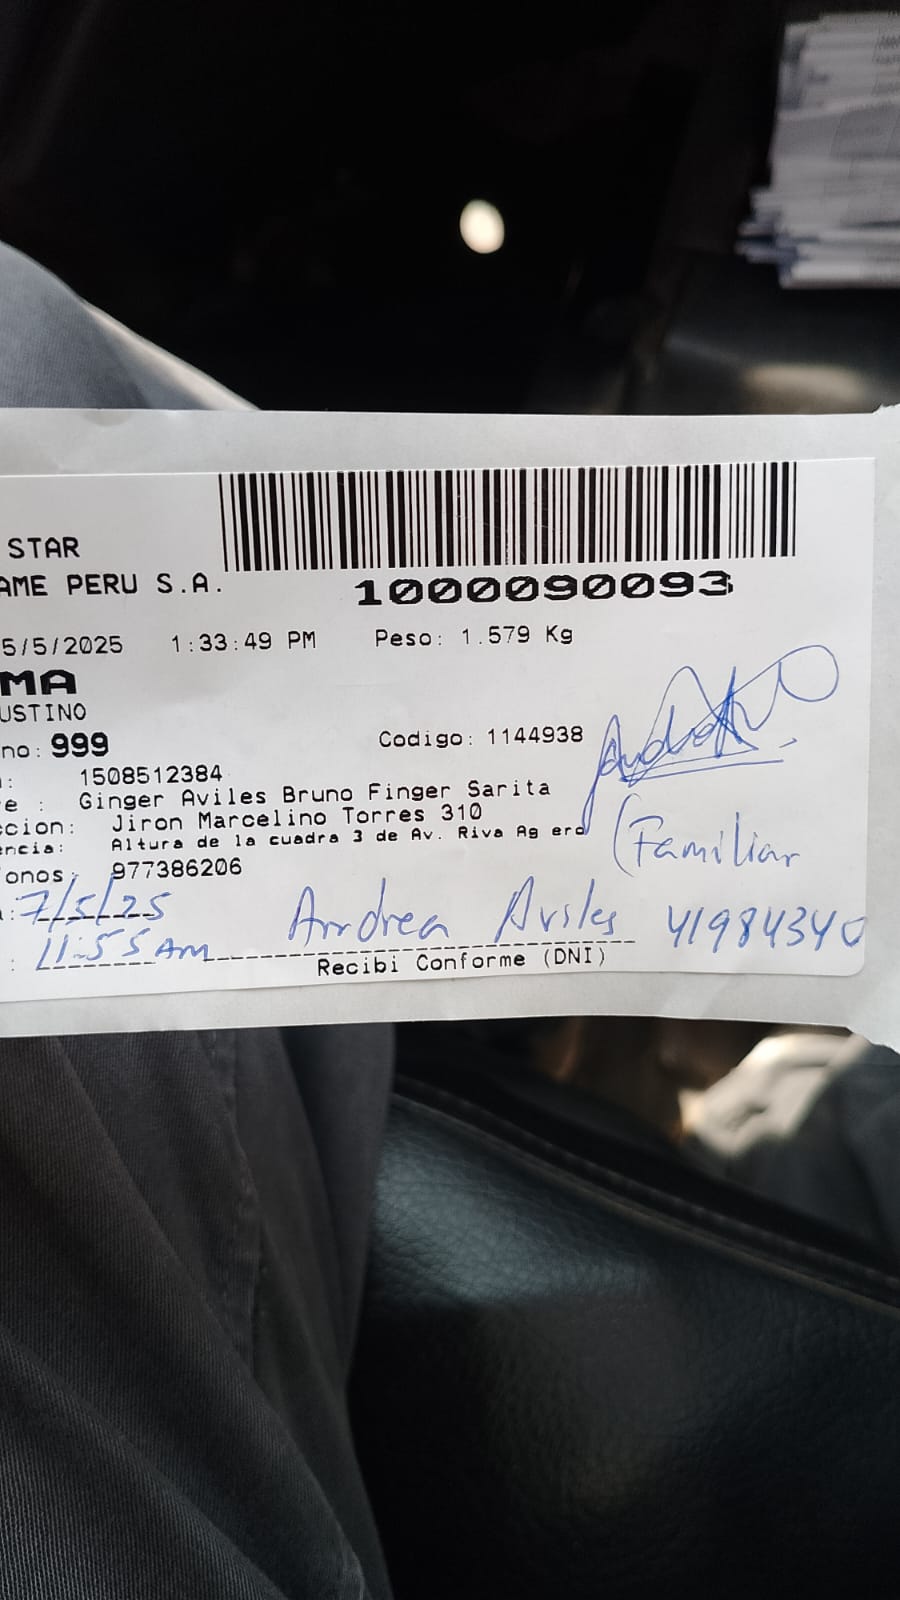 STAR
AME PERU S.A.
1000090093
5/5/2025 1:33:49 PM Peso: 1.579 Kg
MA
USTINO
no: 999 Codigo: 1144938
: 1508512384
e : Ginger Aviles Bruno Finger Sarita
ccion: Jiron Marcelino Torres 310
encia: Altura de la cuadra 3 de Av. Riva Ag ero
onos: 977386206
(Familiar
: 7/5/25 Andrea Aviles 41984340
: 11:55 AM
Recibi Conforme (DNI)